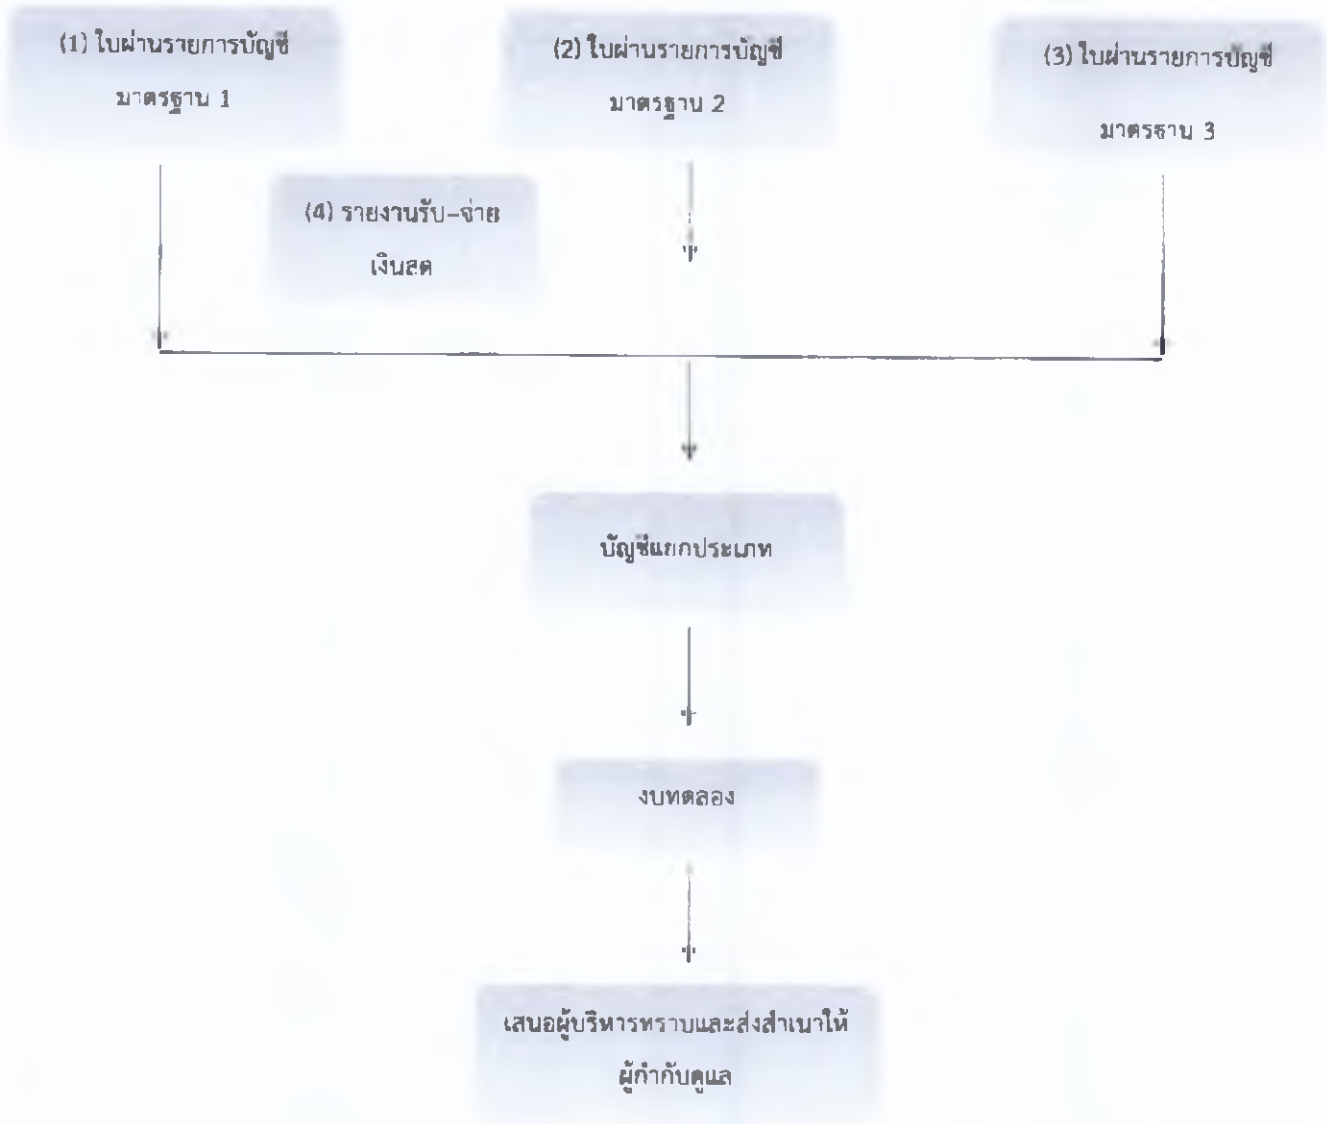 (1) ใบผ่านรายการบัญชี
มาตรฐาน 1
(2) ใบผ่านรายการบัญชี
มาตรฐาน 2
(3) ใบผ่านรายการบัญชี
มาตรฐาน 3
(4) รายงานรับ-จ่าย
เงินสด
บัญชีแยกประเภท
งบทดลอง
เสนอผู้บริหารทราบและส่งสำเนาให้
ผู้กำกับดูแล